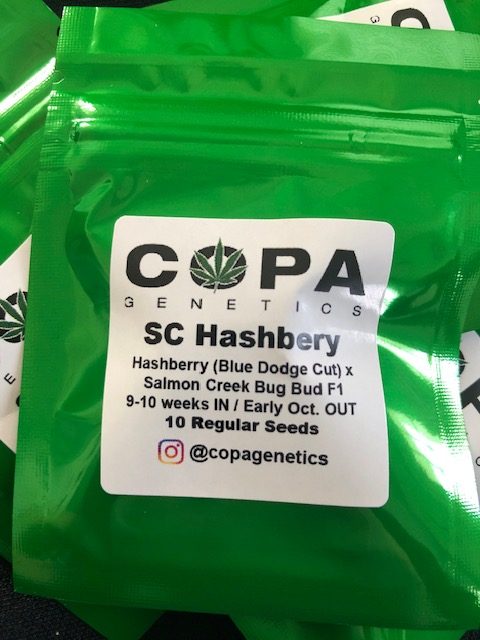 COPA
GENETICS
SC Hashbery
Hashberry (Blue Dodge Cut) x
Salmon Creek Bug Bud F1
9-10 weeks IN / Early Oct. OUT
10 Regular Seeds
@copagenetics